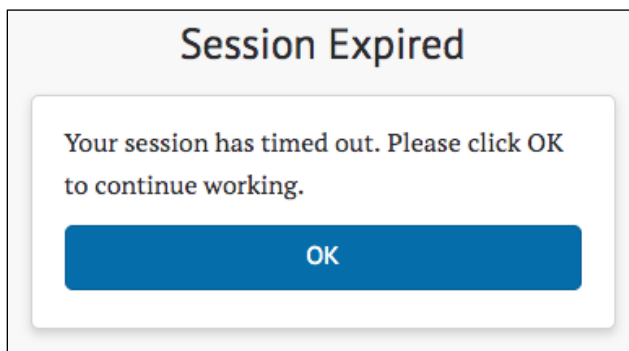 Session Expired
Your session has timed out. Please click OK
to continue working.
OK